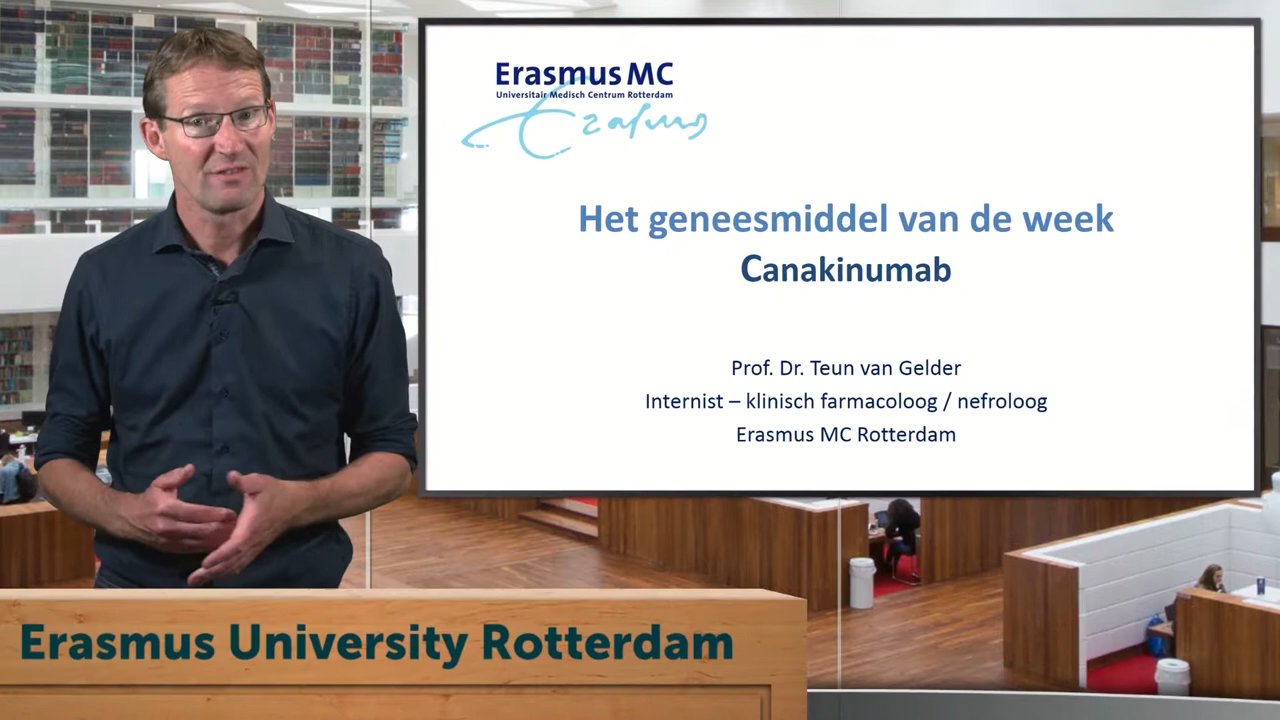 Erasmus MC
Universitair Medisch Centrum Rotterdam
Erasmus
Het geneesmiddel van de week
Canakinumab
Prof. Dr. Teun van Gelder
Internist – klinisch farmacoloog / nefroloog
Erasmus MC Rotterdam
Erasmus University Rotterdam